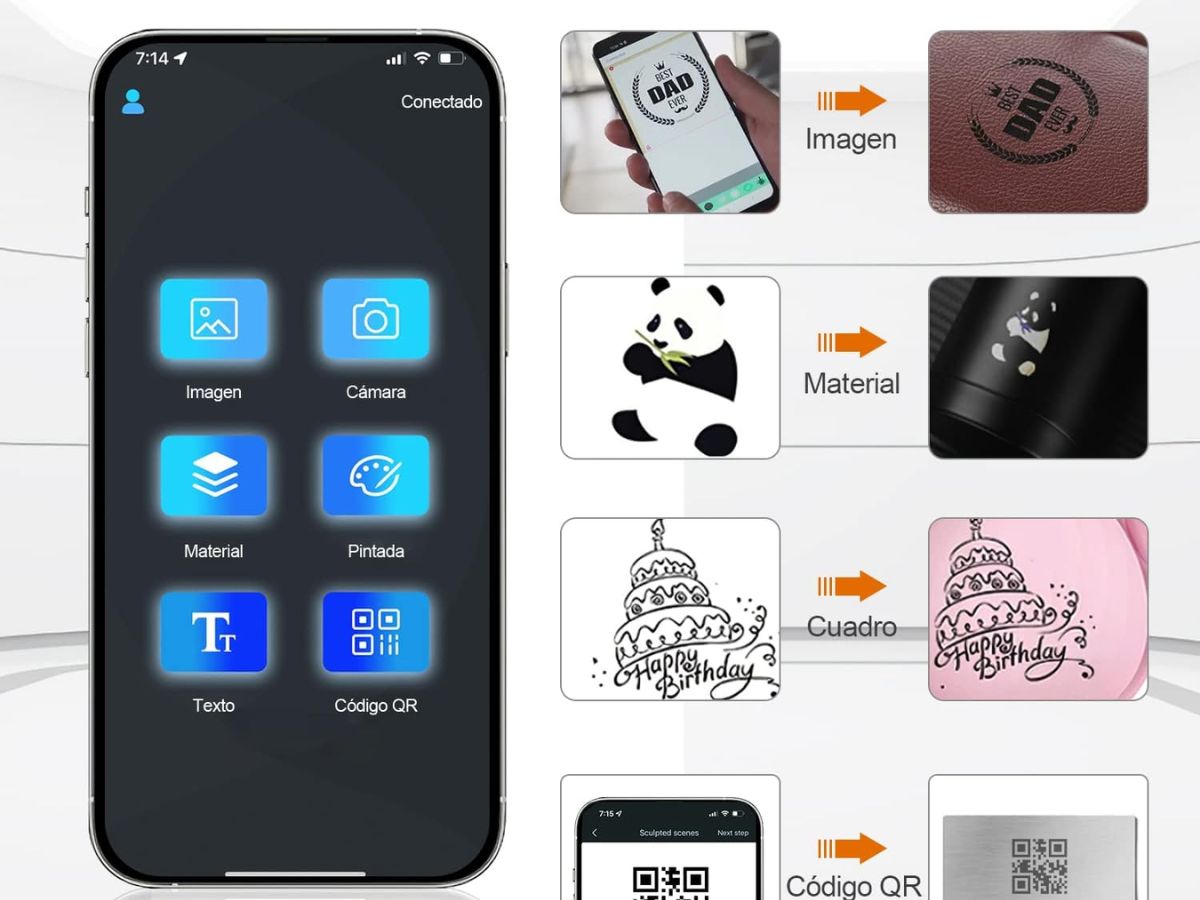 7:14
Conectado
Imagen
Cámara
Material
Pintada
Texto
Código QR
BEST
DAD
EVER
Imagen
BEST
DAD
EVER
Material
Happy
Birthday
Cuadro
Happy
Birthday
7:15
Sculpted scenes
Next step
Código QR